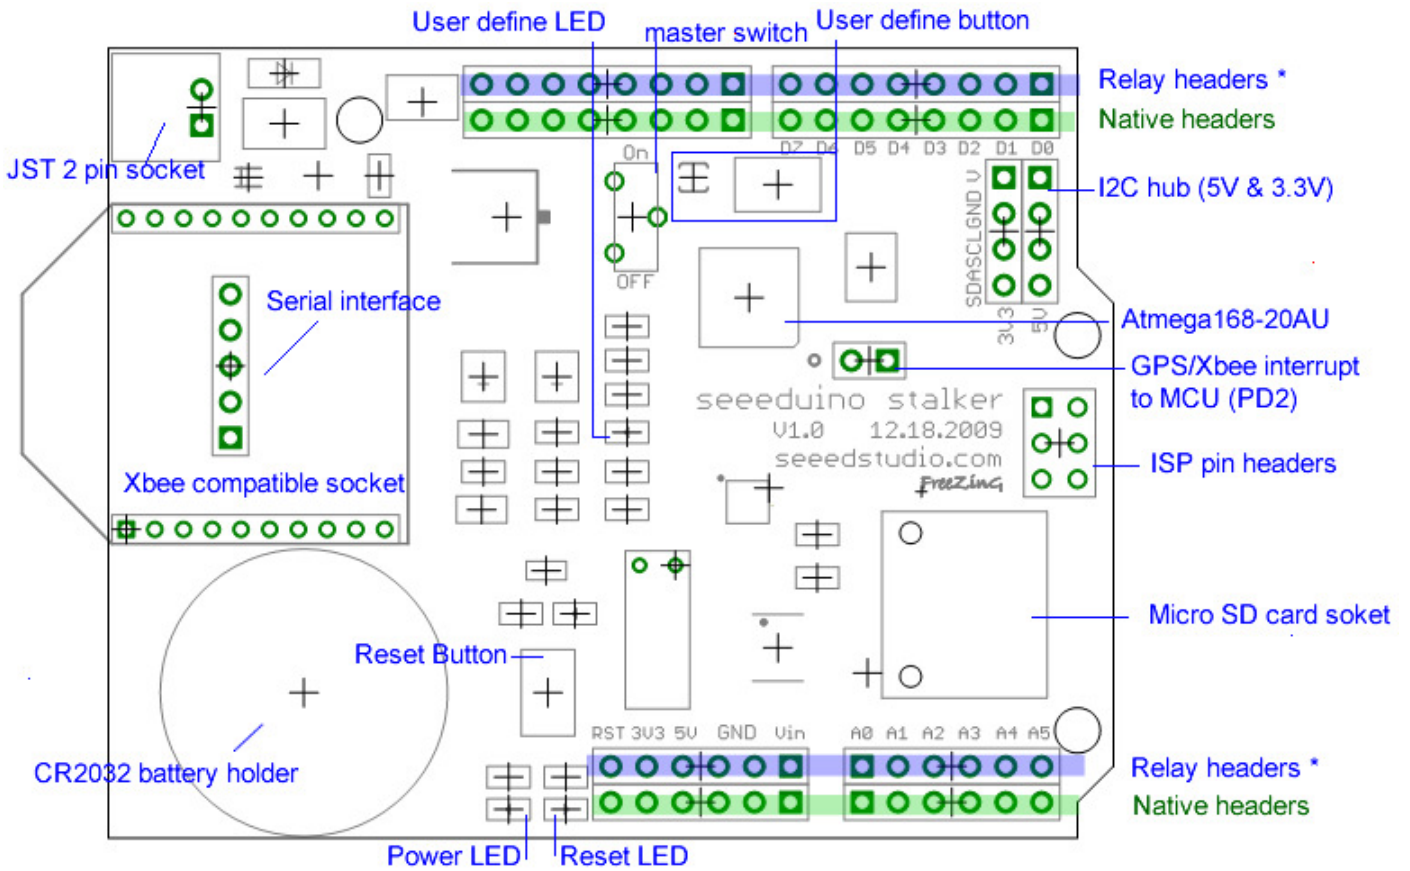 User define LED
master switch
User define button
Relay headers *
Native headers
D7 D6 D5 D4 D3 D2 D1 D0
On
JST 2 pin socket
I2C hub (5V & 3.3V)
SDASCLGND V
OFF
Serial interface
3V3
5V
Atmega168-20AU
GPS/Xbee interrupt
to MCU (PD2)
seeeduino stalker
V1.0 12.18.2009
seeedstudio.com
FreeZinG
ISP pin headers
Xbee compatible socket
Micro SD card soket
Reset Button
RST 3V3 5V GND Vin A0 A1 A2 A3 A4 A5
CR2032 battery holder
Relay headers *
Native headers
Power LED
Reset LED